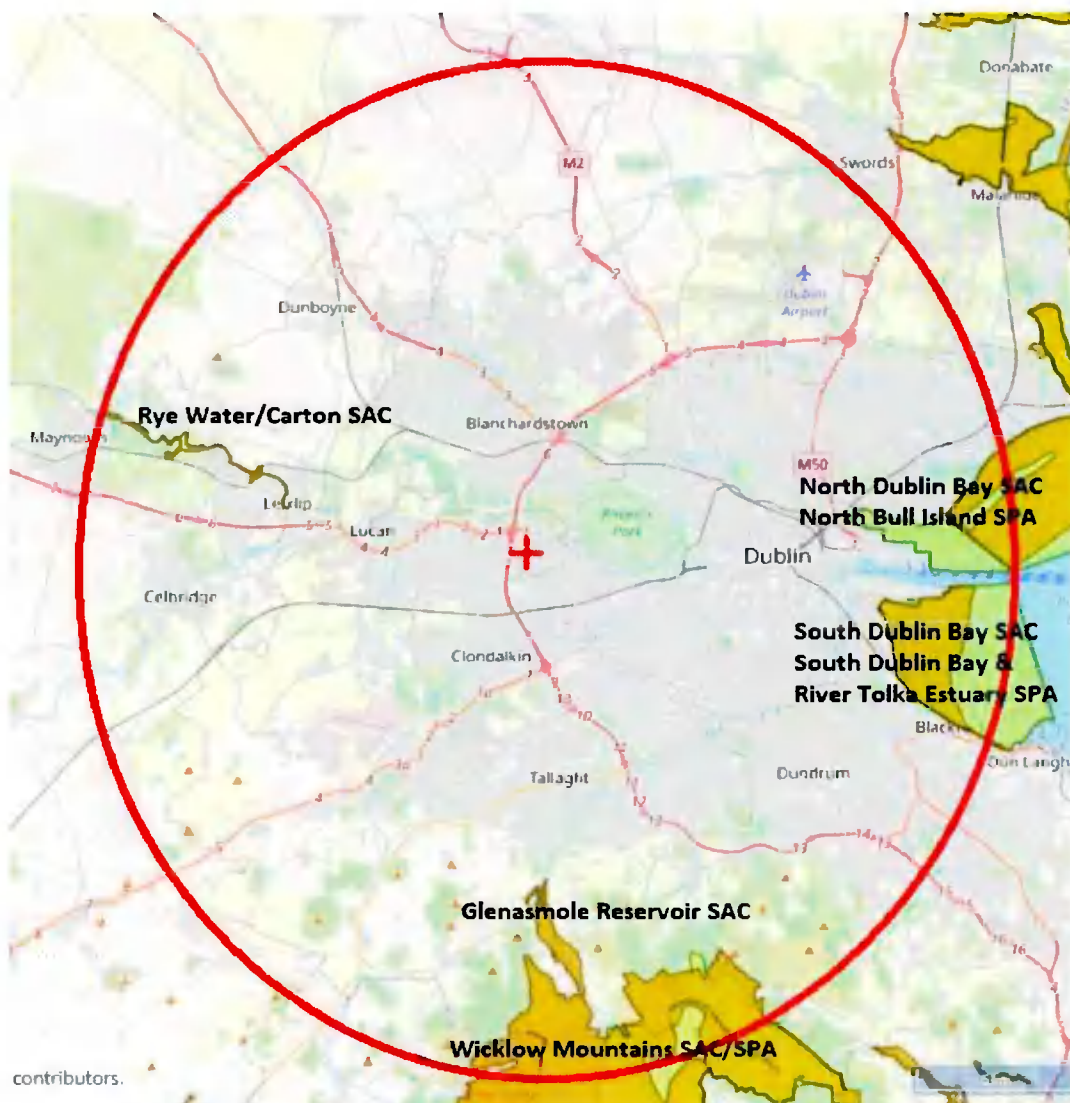 Donabate
M2
Swords
Dublin
Airport
Dunboyne
Rye Water/Carton SAC
Blanchardstown
M50
North Dublin Bay SAC
North Bull Island SPA
Lucan
Dublin
Celbridge
South Dublin Bay SAC
South Dublin Bay &
River Tolka Estuary SPA
Clondalkin
Tallaght
Dundrum
Glenasmole Reservoir SAC
Wicklow Mountains SAC/SPA
contributors.